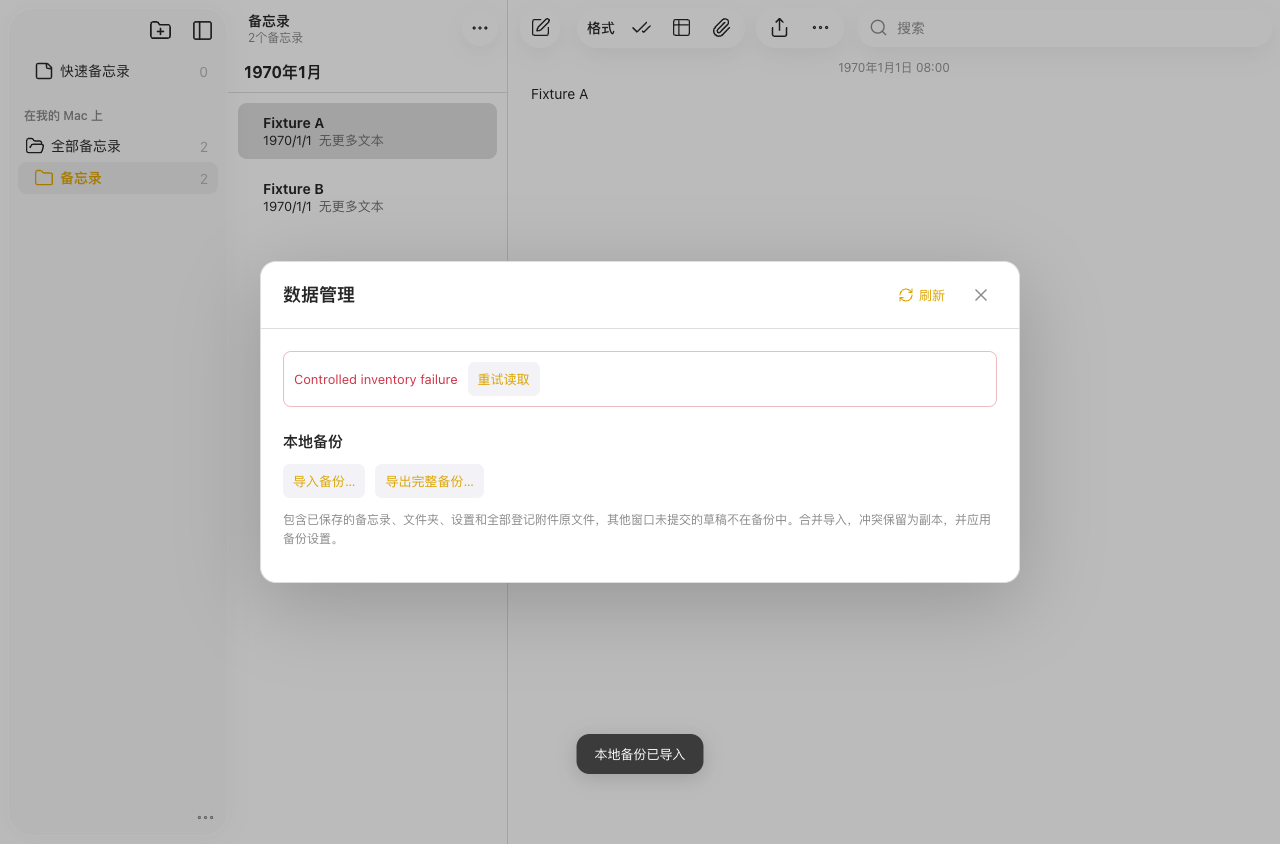 快速备忘录 0
在我的 Mac 上
全部备忘录 2
备忘录 2
备忘录
2个备忘录
1970年1月
Fixture A
1970/1/1 无更多文本
Fixture B
1970/1/1 无更多文本
格式
搜索
1970年1月1日 08:00
Fixture A
数据管理
刷新
Controlled inventory failure 重试读取
本地备份
导入备份... 导出完整备份...
包含已保存的备忘录、文件夹、设置和全部登记附件原文件，其他窗口未提交的草稿不在备份中。合并导入，冲突保留为副本，并应用
备份设置。
本地备份已导入